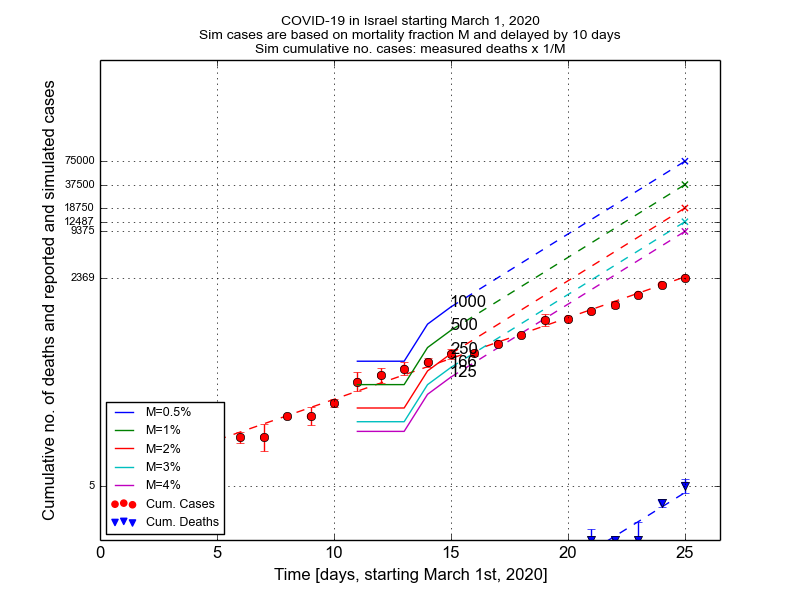 COVID-19 in Israel starting March 1, 2020
Sim cases are based on mortality fraction M and delayed by 10 days
Sim cumulative no. cases: measured deaths x 1/M
Cumulative no. of deaths and reported and simulated cases
75000
37500
18750
12487
9375
2369
5
1000
500
250
166
125
M=0.5%
M=1%
M=2%
M=3%
M=4%
Cum. Cases
Cum. Deaths
0
5
10
15
20
25
Time [days, starting March 1st, 2020]